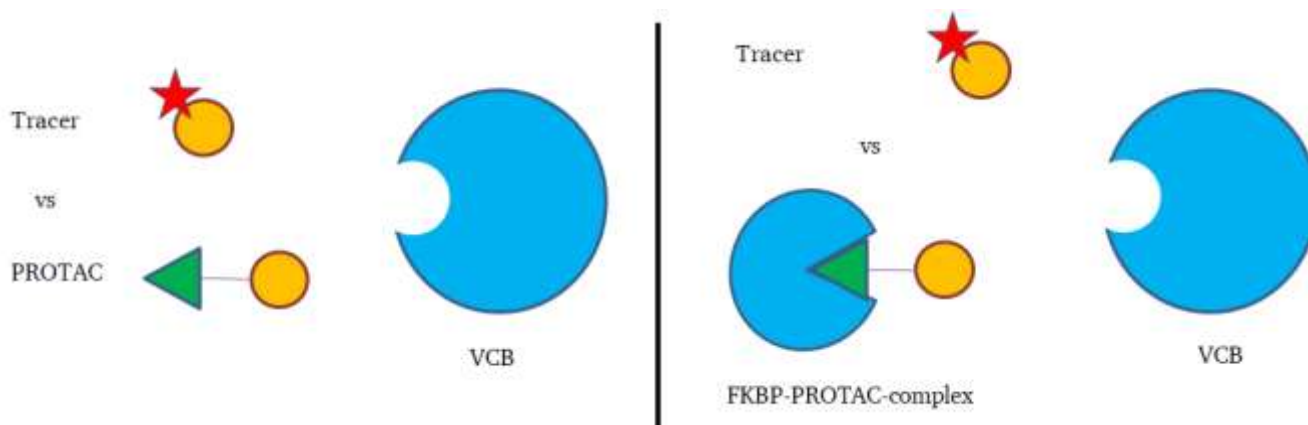 Tracer
vs
PROTAC
VCB
Tracer
vs
FKBP-PROTAC-complex
VCB